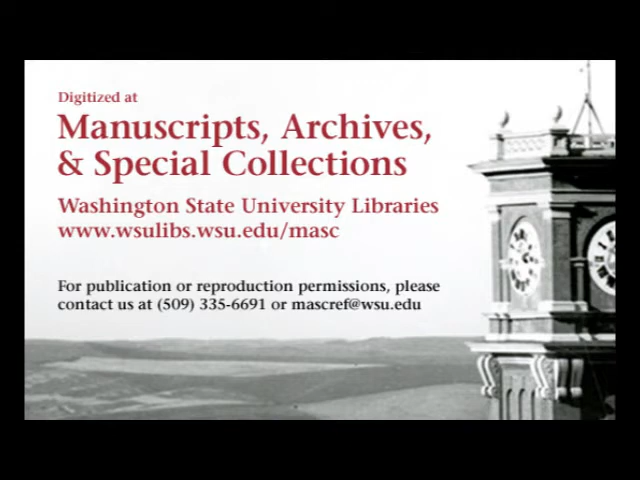 Digitized at
Manuscripts, Archives,
& Special Collections
Washington State University Libraries
www.wsulibs.wsu.edu/masc
For publication or reproduction permissions, please
contact us at (509) 335-6691 or mascref@wsu.edu